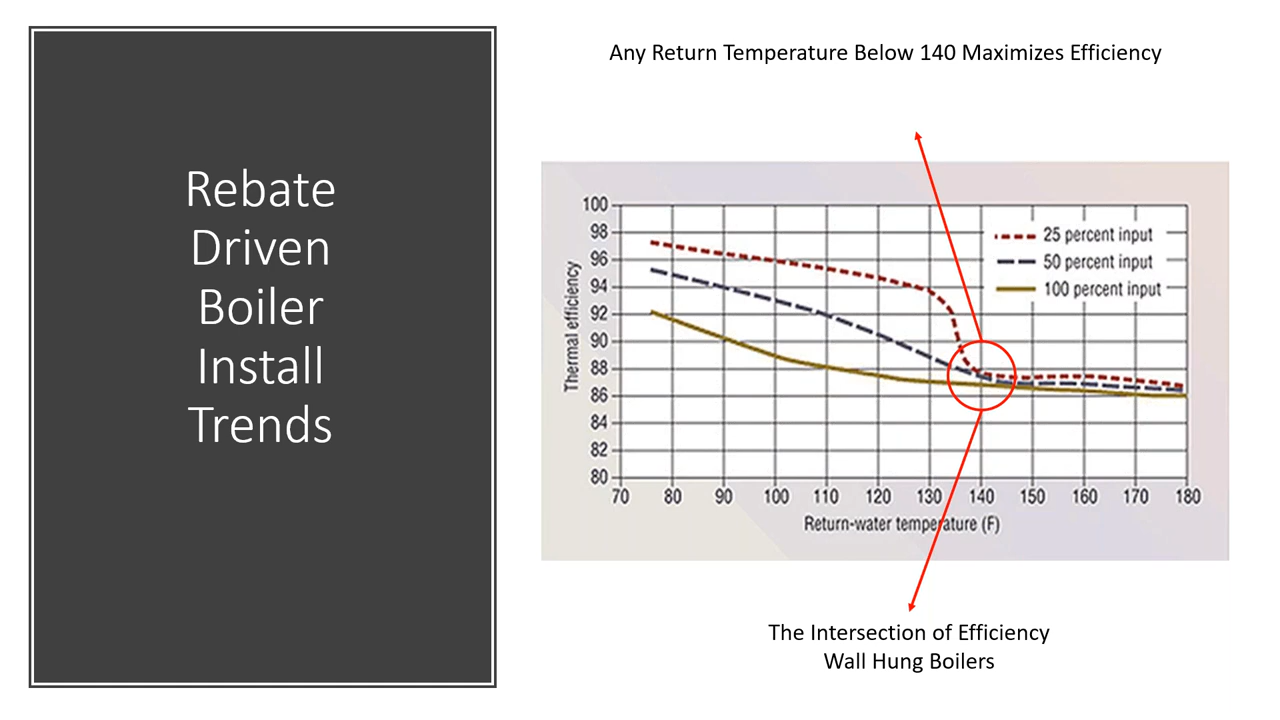 Rebate
Driven
Boiler
Install
Trends
Any Return Temperature Below 140 Maximizes Efficiency
100
98
96
94
92
90
88
86
84
82
80
Thermal efficiency
25 percent input
50 percent input
100 percent input
70 80 90 100 110 120 130 140 150 160 170 180
Return-water temperature (F)
The Intersection of Efficiency
Wall Hung Boilers